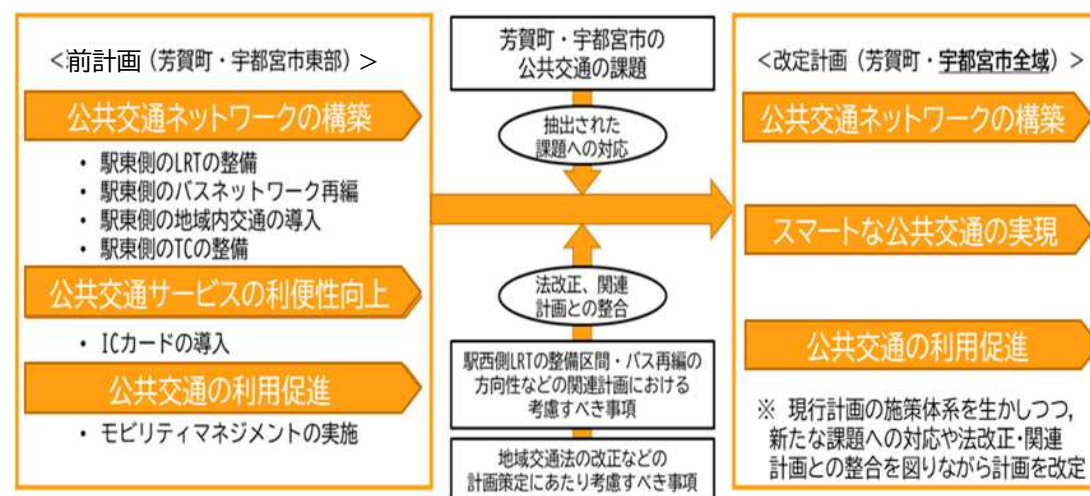 <前計画（芳賀町・宇都宮市東部）>
公共交通ネットワークの構築
・ 駅東側のLRTの整備
・ 駅東側のバスネットワーク再編
・ 駅東側の地域内交通の導入
・ 駅東側のTCの整備
公共交通サービスの利便性向上
・ ICカードの導入
公共交通の利用促進
・ モビリティマネジメントの実施
芳賀町・宇都宮市の
公共交通の課題
抽出された
課題への対応
法改正、関連
計画との整合
駅西側LRTの整備区間・バス再編の
方向性などの関連計画における
考慮すべき事項
地域交通法の改正などの
計画策定にあたり考慮すべき事項
<改定計画（芳賀町・宇都宮市全域）>
公共交通ネットワークの構築
スマートな公共交通の実現
公共交通の利用促進
※ 現行計画の施策体系を生かしつつ,
新たな課題への対応や法改正・関連
計画との整合を図りながら計画を改定